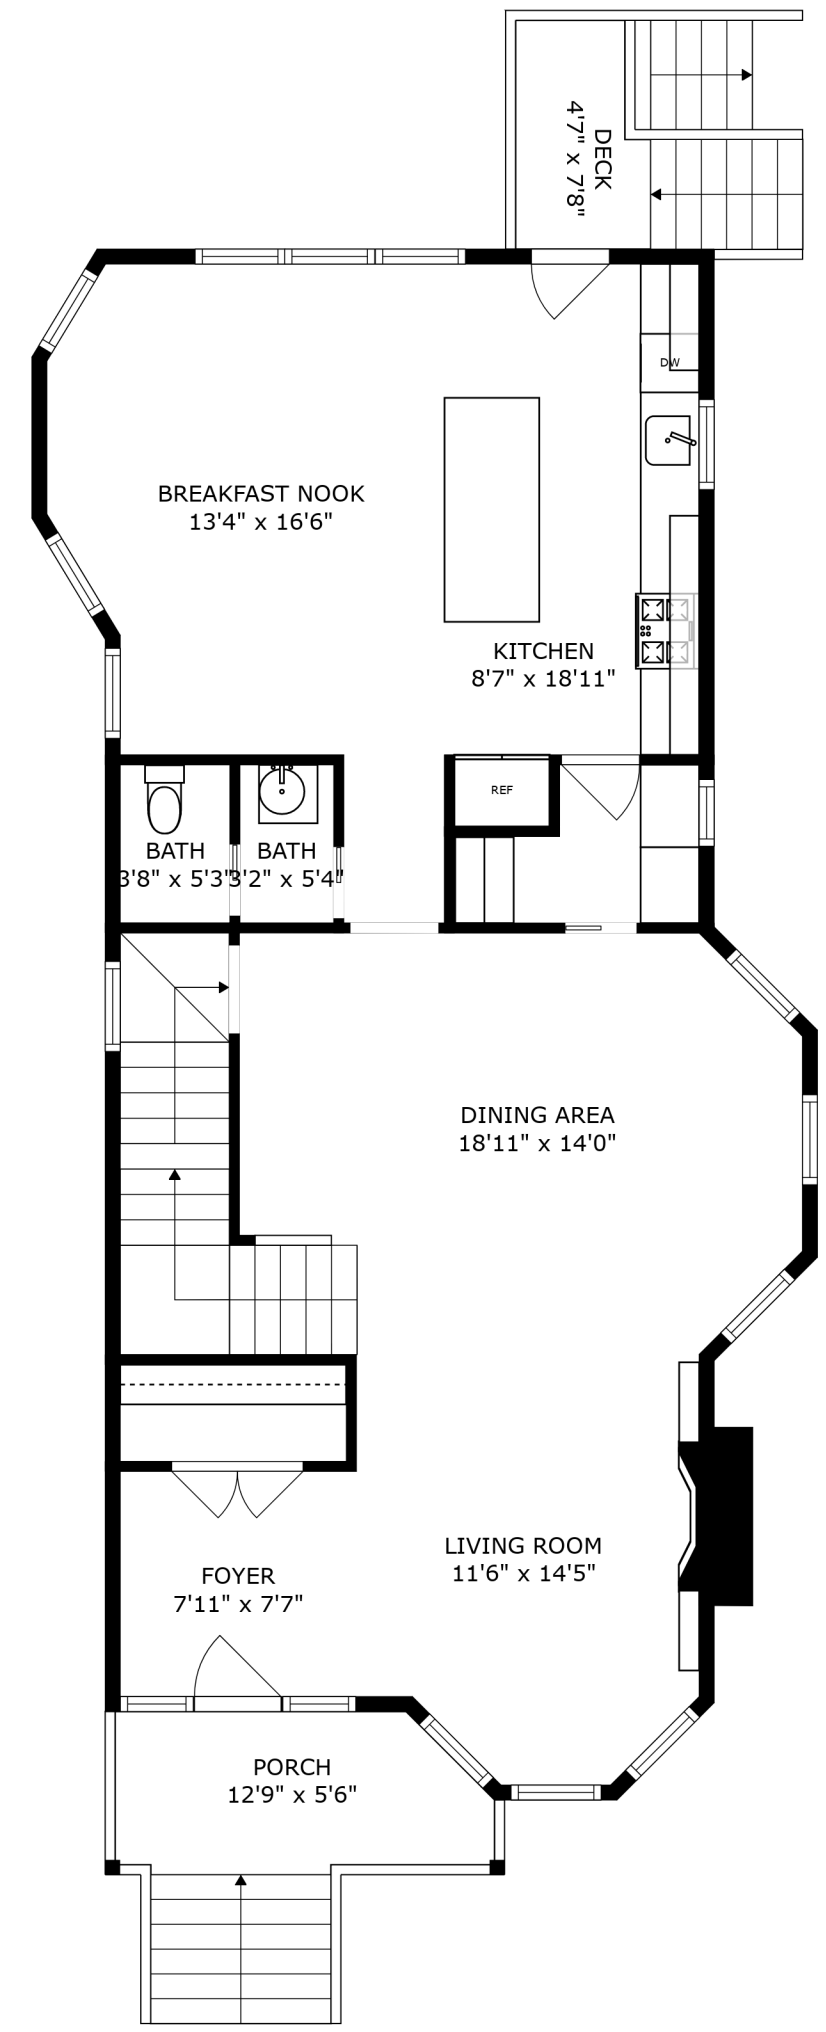 DECK
4'7" x 7'8"
DW
BREAKFAST NOOK
13'4" x 16'6"
KITCHEN
8'7" x 18'11"
REF
BATH
3'8" x 5'3"
BATH
3'2" x 5'4"
DINING AREA
18'11" x 14'0"
LIVING ROOM
11'6" x 14'5"
FOYER
7'11" x 7'7"
PORCH
12'9" x 5'6"